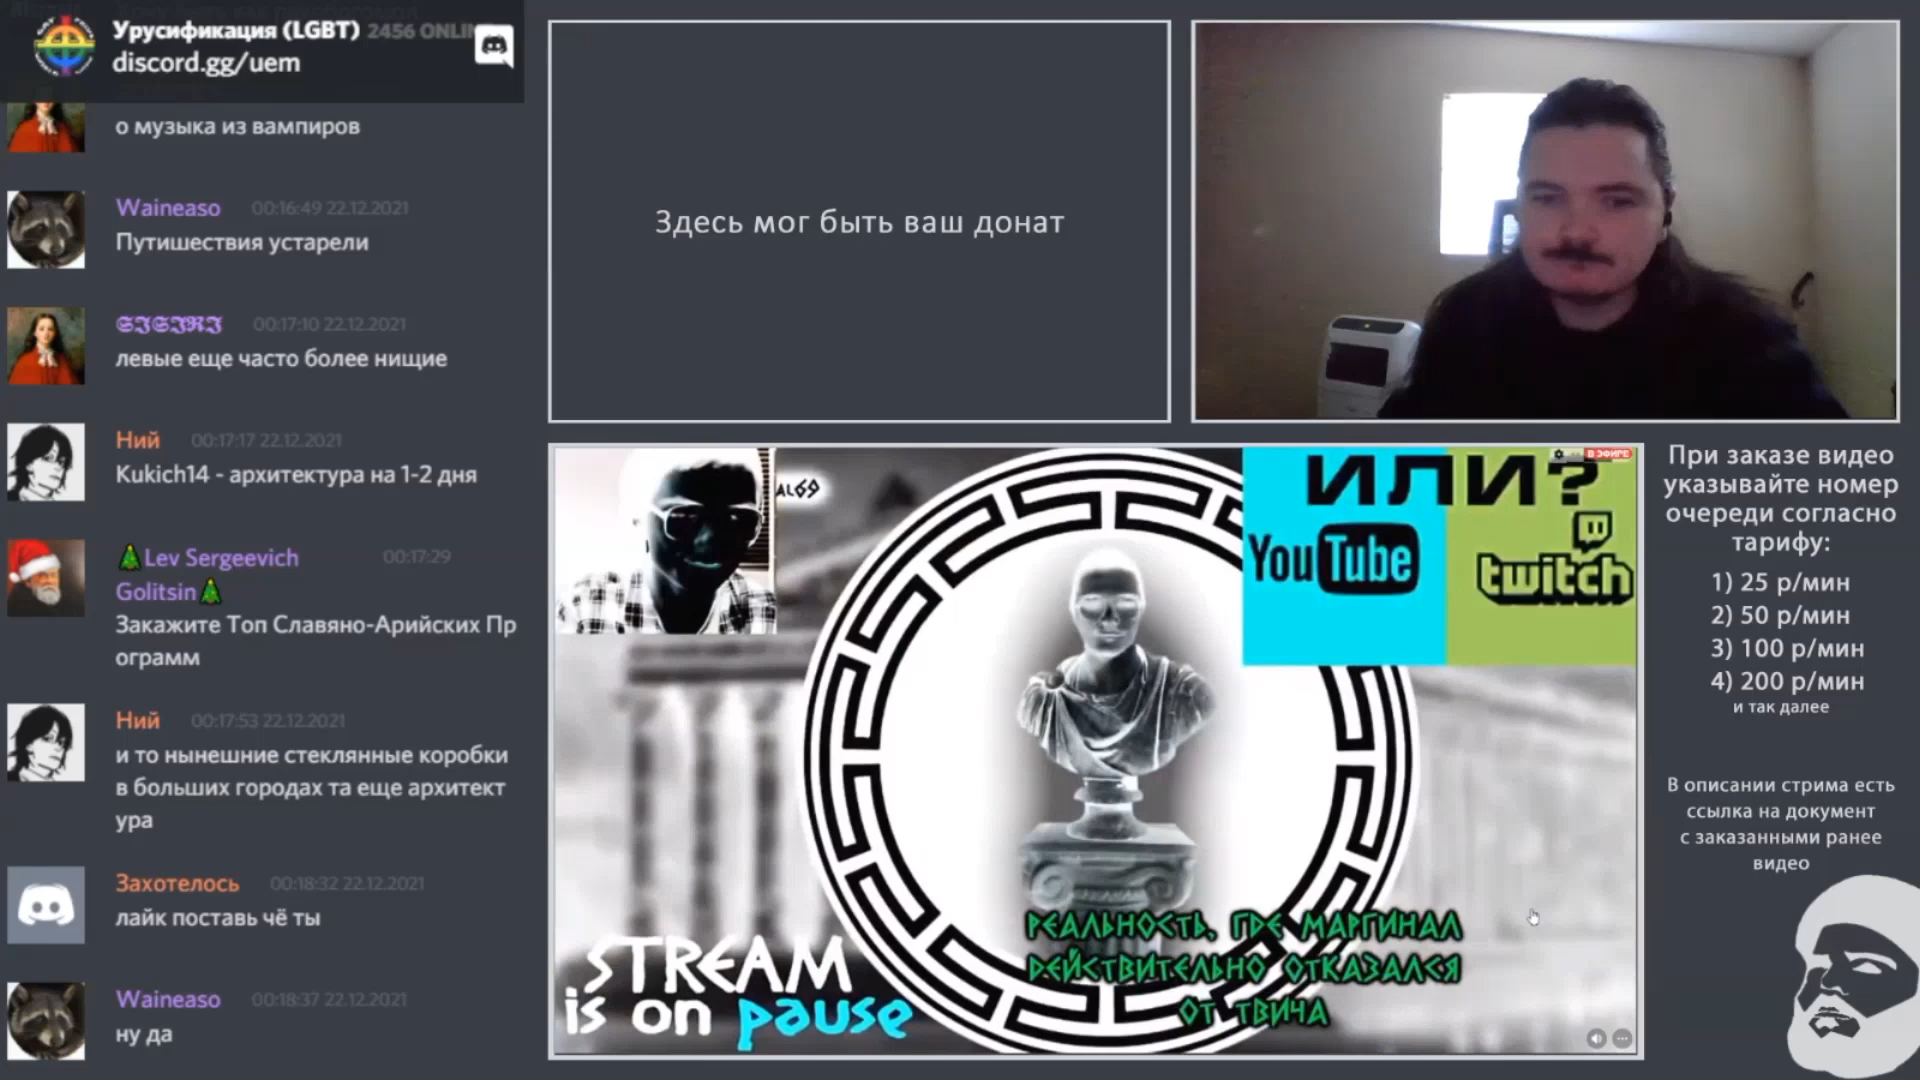 Урусификация (LGBT) 2456 ONLIN
discord.gg/uem
о музыка из вампиров
Waineaso 00:16:49 22.12.2021
Путишествия устарели
𝕾𝕴𝕾𝕴𝕽𝕴 00:17:10 22.12.2021
левые еще часто более нищие
Ний 00:17:17 22.12.2021
Kukich14 - архитектура на 1-2 дня
🎄Lev Sergeevich 00:17:29
Golitsin🎄
Закажите Топ Славяно-Арийских Пр
ограмм
Ний 00:17:53 22.12.2021
и то нынешние стеклянные коробки
в больших городах та еще архитект
ура
Захотелось 00:18:32 22.12.2021
лайк поставь чё ты
Waineaso 00:18:37 22.12.2021
ну да
Здесь мог быть ваш донат
AL69
В ЭФИРЕ
ИЛИ?
YouTube
twitch
STREAM
is on pause
РЕАЛЬНОСТЬ, ГДЕ МАРГИНАЛ
ДЕЙСТВИТЕЛЬНО ОТКАЗАЛСЯ
ОТ ТВИЧА
При заказе видео
указывайте номер
очереди согласно
тарифу:
1) 25 р/мин
2) 50 р/мин
3) 100 р/мин
4) 200 р/мин
и так далее
В описании стрима есть
ссылка на документ
с заказанными ранее
видео